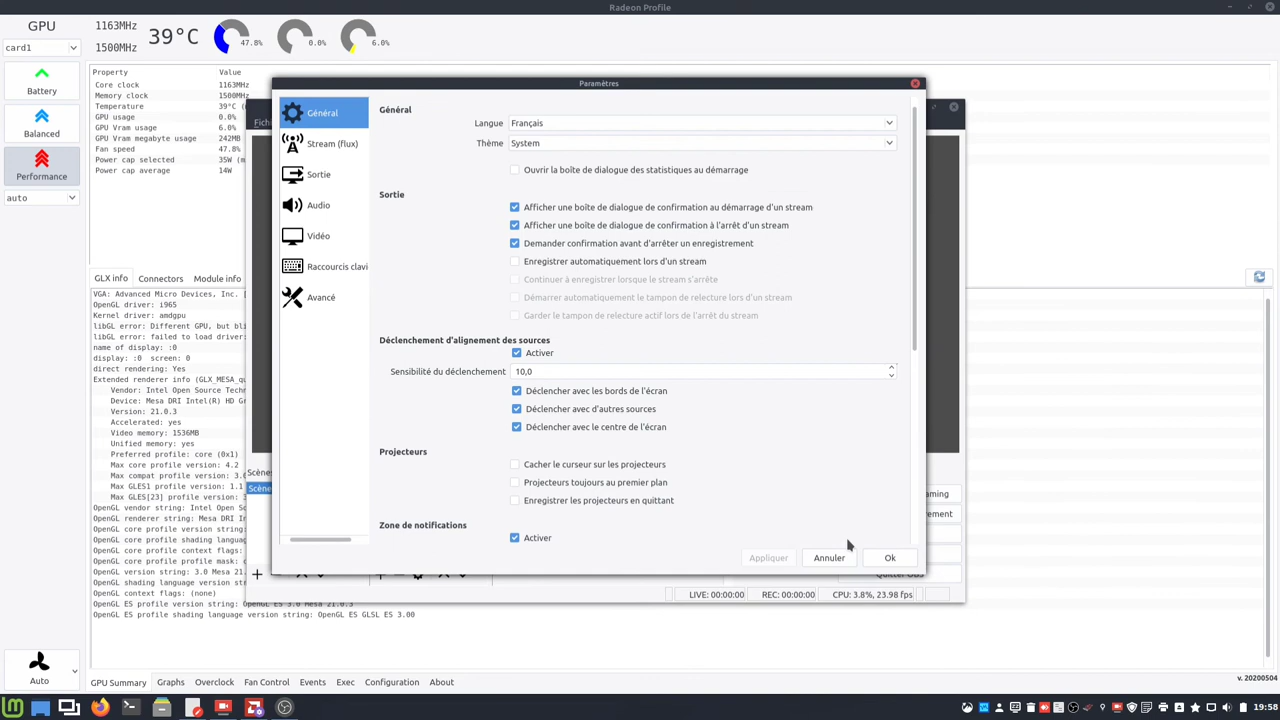 Radeon Profile
GPU
card1
1163MHz
1500MHz
39°C
47.8%
0.0%
6.0%
Battery
Balanced
Performance
auto
Property Value
Core clock 1163MHz
Memory clock 1500MHz
Temperature 39°C
GPU usage 0.0%
GPU Vram usage 6.0%
GPU Vram megabyte usage 242MB
Fan speed 47.8%
Power cap selected 35W
Power cap average 14W
GLX info Connectors Module info
VGA: Advanced Micro Devices, Inc. [
OpenGL driver: i965
Kernel driver: amdgpu
libGL error: Different GPU, but
libGL error: failed to load driver:
name of display: :0
display: :0 screen: 0
direct rendering: Yes
Extended renderer info (GLX_MESA
Vendor: Intel Open Source
Device: Mesa DRI Intel(R) HD
Version: 21.0.3
Accelerated: yes
Video memory: 1536MB
Unified memory: yes
Preferred profile: core (0x1)
Max core profile version: 4.2
Max compat profile version: 3.
Max GLES1 profile version: 1.1
Max GLES[23] profile version:
OpenGL vendor string: Intel Open
OpenGL renderer string: Mesa DRI
OpenGL core profile version string:
OpenGL core profile shading language
OpenGL core profile context flags:
OpenGL core profile profile mask:
OpenGL version string: 3.0 Mesa 21.
OpenGL shading language version
OpenGL context flags: (none)
OpenGL ES profile version string: OpenGL ES 3.0 Mesa 21.0.3
OpenGL ES profile shading language version string: OpenGL ES GLSL ES 3.00
Auto
GPU Summary Graphs Overclock Fan Control Events Exec Configuration About
v. 20200504
Paramètres
Général
Stream (flux)
Sortie
Audio
Vidéo
Raccourcis clavi
Avancé
Général
Langue Français
Thème System
Ouvrir la boîte de dialogue des statistiques au démarrage
Sortie
Afficher une boîte de dialogue de confirmation au démarrage d'un stream
Afficher une boîte de dialogue de confirmation à l'arrêt d'un stream
Demander confirmation avant d'arrêter un enregistrement
Enregistrer automatiquement lors d'un stream
Continuer à enregistrer lorsque le stream s'arrête
Démarrer automatiquement le tampon de relecture lors d'un stream
Garder le tampon de relecture actif lors de l'arrêt du stream
Déclenchement d'alignement des sources
Activer
Sensibilité du déclenchement 10,0
Déclencher avec les bords de l'écran
Déclencher avec d'autres sources
Déclencher avec le centre de l'écran
Projecteurs
Cacher le curseur sur les projecteurs
Projecteurs toujours au premier plan
Enregistrer les projecteurs en quittant
Zone de notifications
Activer
Appliquer Annuler Ok
Fichi
Scènes
Scène
aming
rement
Quitter OBS
LIVE: 00:00:00 REC: 00:00:00 CPU: 3.8%, 23.98 fps
19:58